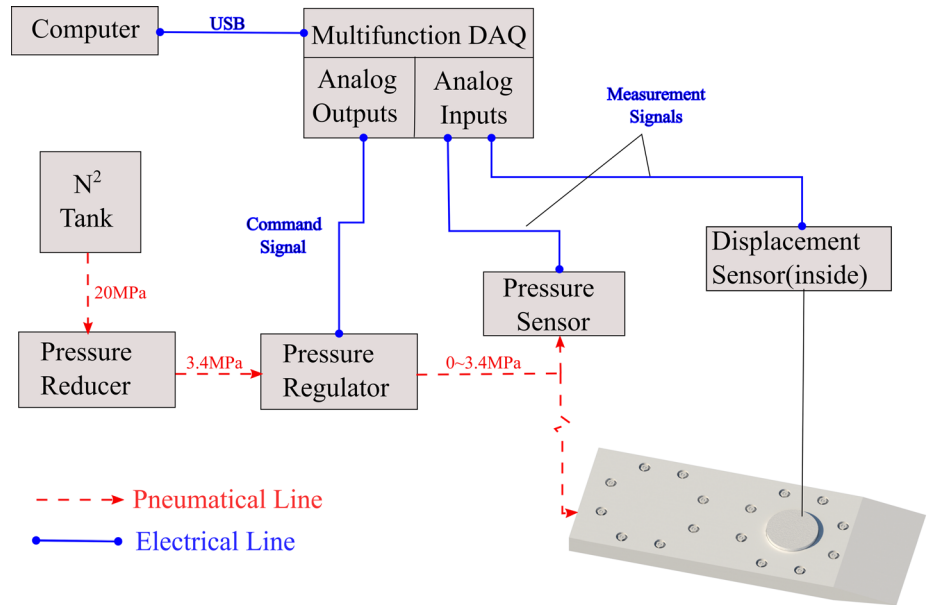 Computer
USB
Multifunction DAQ
Analog
Outputs
Analog
Inputs
Measurement
Signals
N²
Tank
Command
Signal
Displacement
Sensor(inside)
20MPa
Pressure
Sensor
Pressure
Reducer
3.4MPa
Pressure
Regulator
0~3.4MPa
Pneumatical Line
Electrical Line